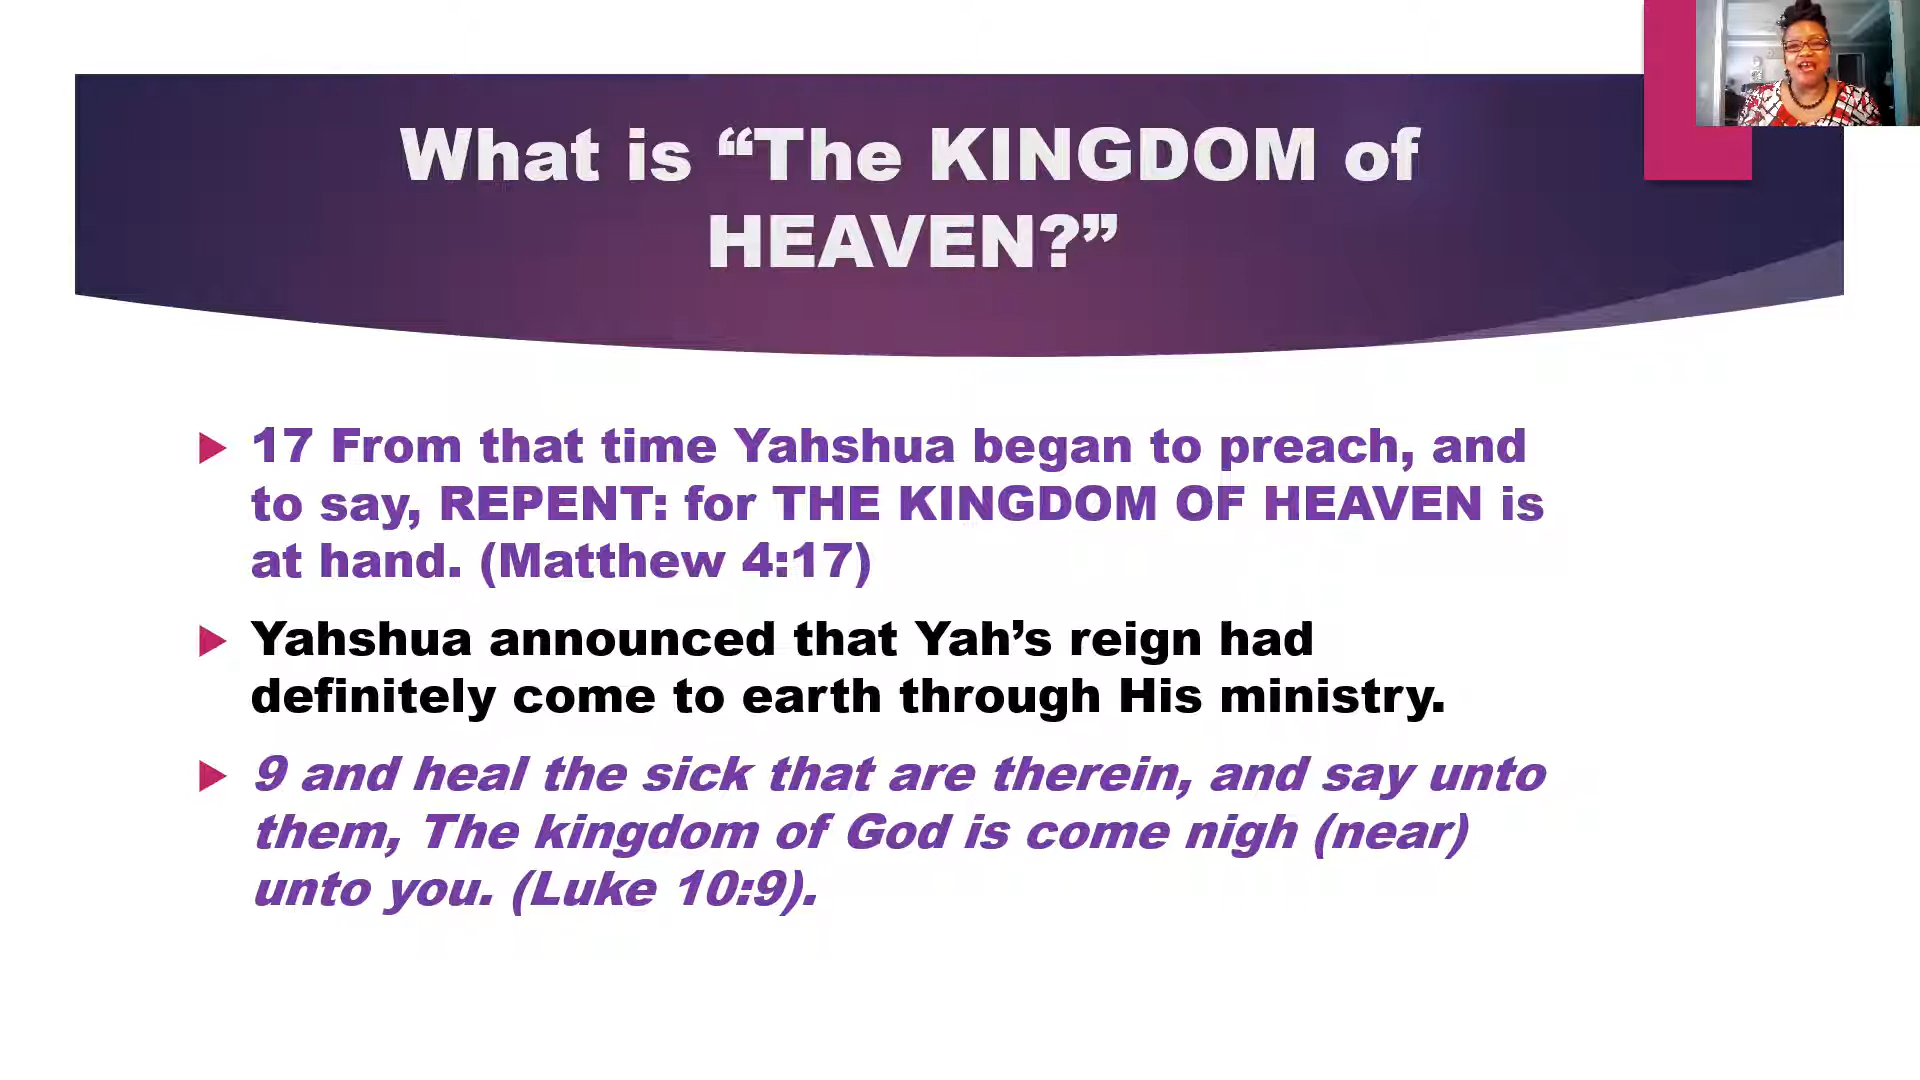 What is “The KINGDOM of
HEAVEN?”
17 From that time Yahshua began to preach, and
to say, REPENT: for THE KINGDOM OF HEAVEN is
at hand. (Matthew 4:17)
Yahshua announced that Yah’s reign had
definitely come to earth through His ministry.
9 and heal the sick that are therein, and say unto
them, The kingdom of God is come nigh (near)
unto you. (Luke 10:9).